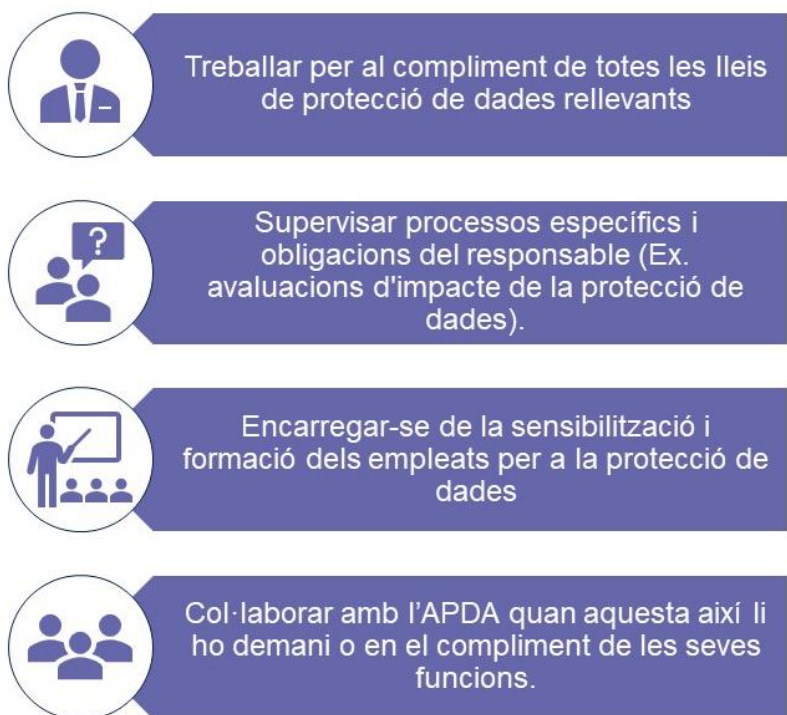 Treballar per al compliment de totes les lleis
de protecció de dades rellevants
?
Supervisar processos específics i
obligacions del responsable (Ex.
avaluacions d'impacte de la protecció de
dades).
Encarregar-se de la sensibilització i
formació dels empleats per a la protecció de
dades
Col·laborar amb l’APDA quan aquesta així li
ho demani o en el compliment de les seves
funcions.